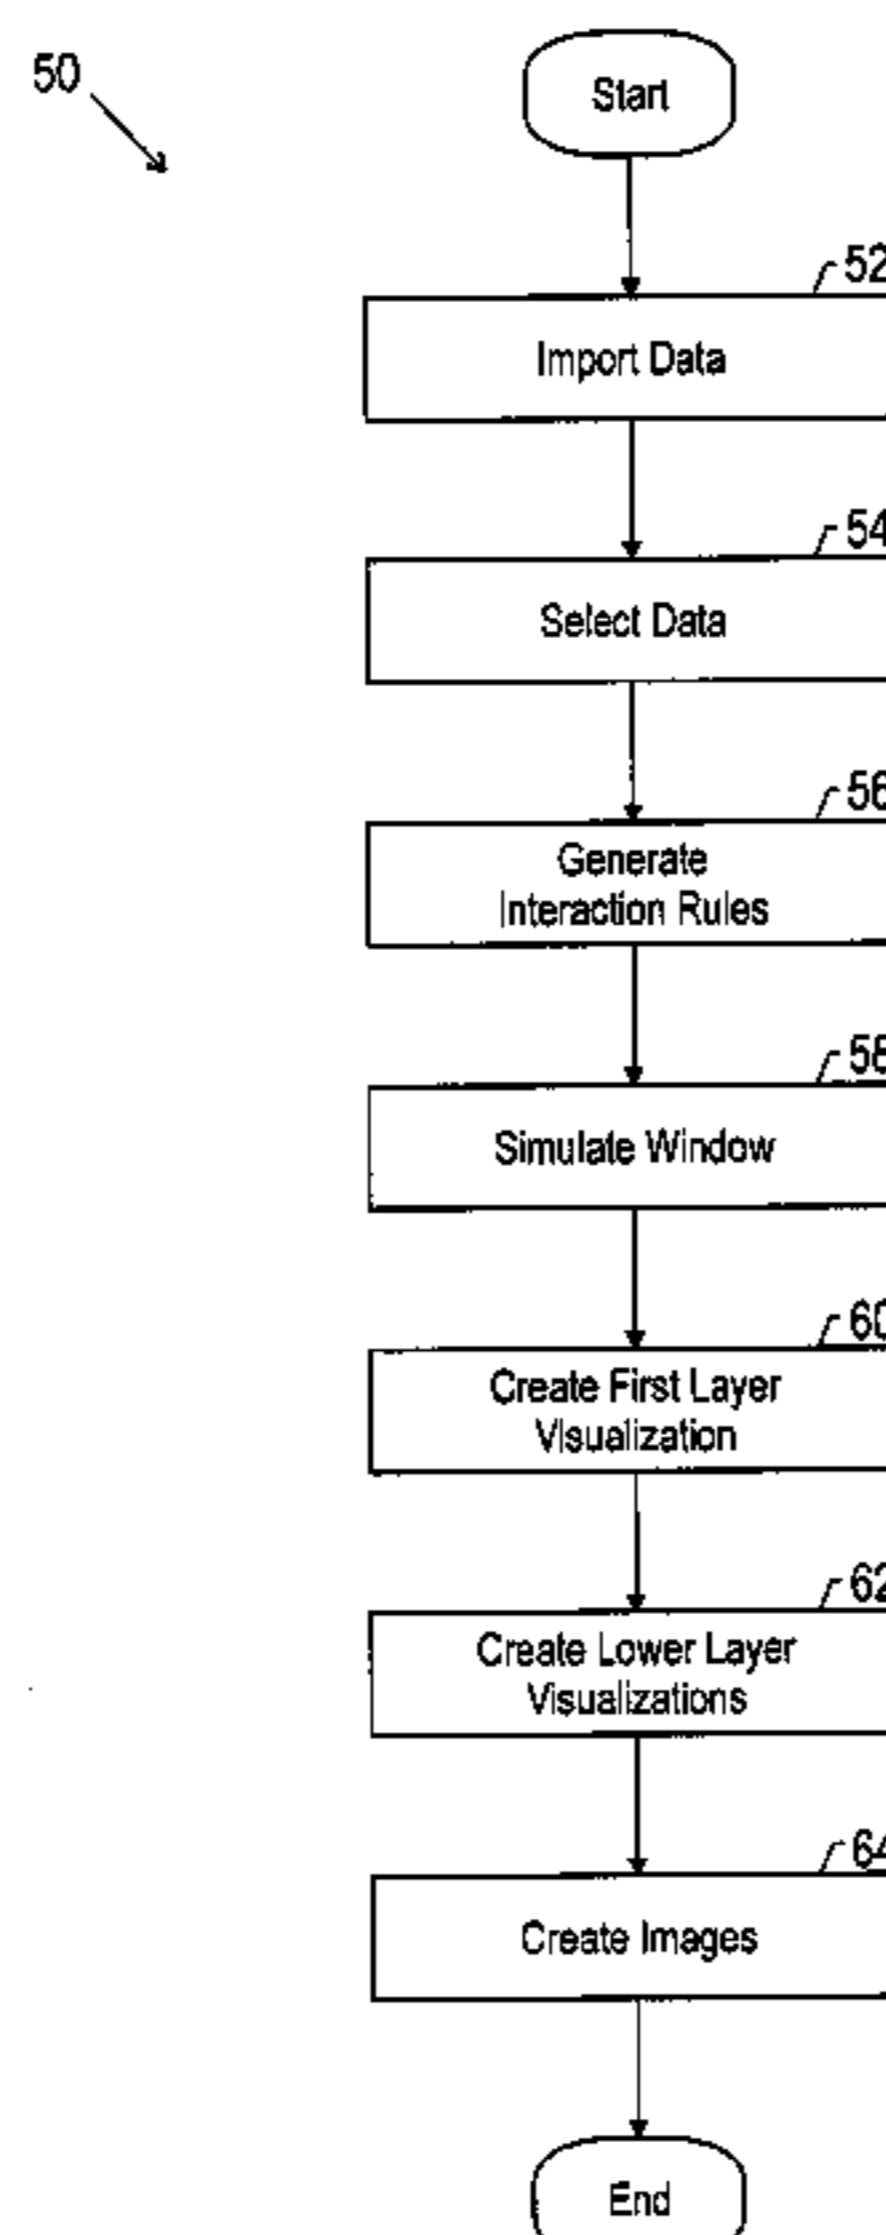 50
Start
52
Import Data
54
Select Data
56
Generate
Interaction Rules
58
Simulate Window
60
Create First Layer
Visualization
62
Create Lower Layer
Visualizations
64
Create Images
End